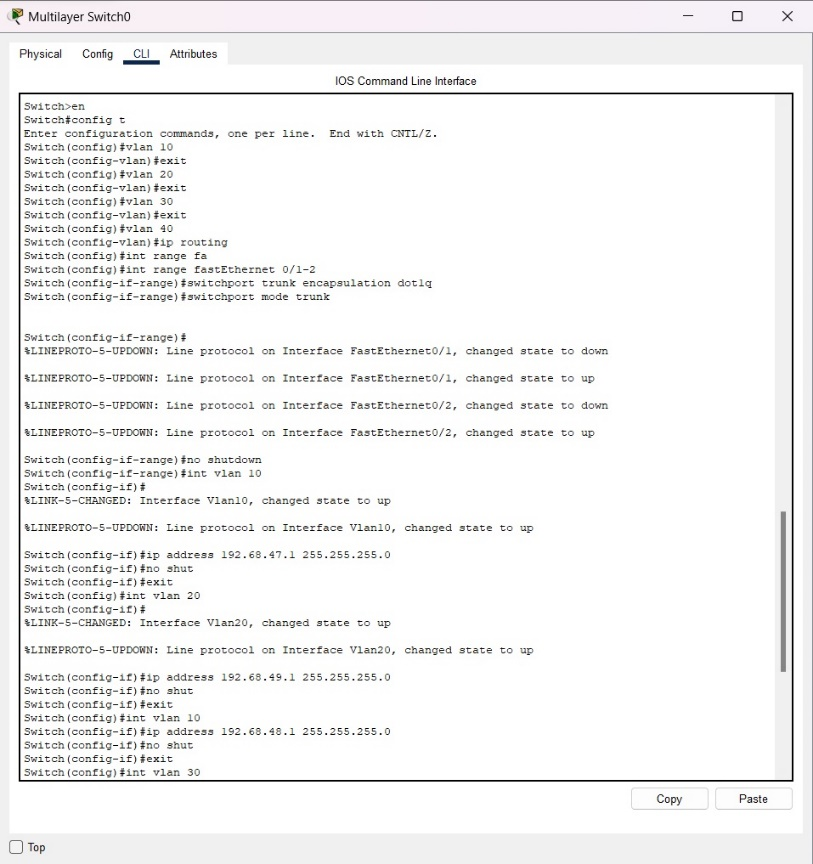 Multilayer Switch0
Physical Config CLI Attributes
IOS Command Line Interface
Switch>en
Switch#config t
Enter configuration commands, one per line.  End with CNTL/Z.
Switch(config)#vlan 10
Switch(config-vlan)#exit
Switch(config)#vlan 20
Switch(config-vlan)#exit
Switch(config)#vlan 30
Switch(config-vlan)#exit
Switch(config)#vlan 40
Switch(config-vlan)#ip routing
Switch(config)#int range fa
Switch(config)#int range fastEthernet 0/1-2
Switch(config-if-range)#switchport trunk encapsulation dot1q
Switch(config-if-range)#switchport mode trunk
Switch(config-if-range)#
%LINEPROTO-5-UPDOWN: Line protocol on Interface FastEthernet0/1, changed state to down
%LINEPROTO-5-UPDOWN: Line protocol on Interface FastEthernet0/1, changed state to up
%LINEPROTO-5-UPDOWN: Line protocol on Interface FastEthernet0/2, changed state to down
%LINEPROTO-5-UPDOWN: Line protocol on Interface FastEthernet0/2, changed state to up
Switch(config-if-range)#no shutdown
Switch(config-if-range)#int vlan 10
Switch(config-if)#
%LINK-5-CHANGED: Interface Vlan10, changed state to up
%LINEPROTO-5-UPDOWN: Line protocol on Interface Vlan10, changed state to up
Switch(config-if)#ip address 192.68.47.1 255.255.255.0
Switch(config-if)#no shut
Switch(config-if)#exit
Switch(config)#int vlan 20
Switch(config-if)#
%LINK-5-CHANGED: Interface Vlan20, changed state to up
%LINEPROTO-5-UPDOWN: Line protocol on Interface Vlan20, changed state to up
Switch(config-if)#ip address 192.68.49.1 255.255.255.0
Switch(config-if)#no shut
Switch(config-if)#exit
Switch(config)#int vlan 10
Switch(config-if)#ip address 192.68.48.1 255.255.255.0
Switch(config-if)#no shut
Switch(config-if)#exit
Switch(config)#int vlan 30
Copy Paste
Top